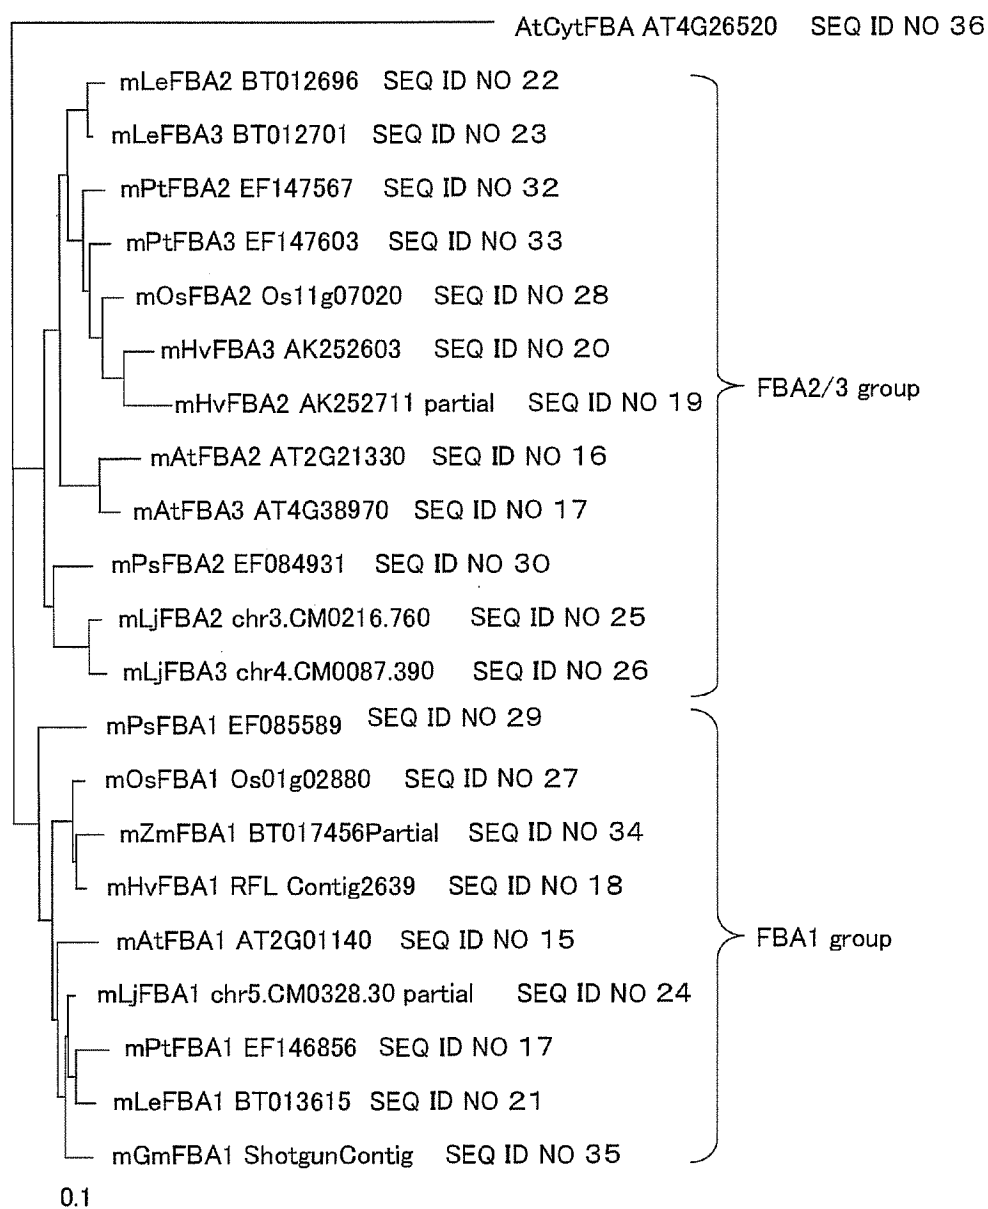 AtCytFBA AT4G26520 SEQ ID NO 36
mLeFBA2 BT012696 SEQ ID NO 22
mLeFBA3 BT012701 SEQ ID NO 23
mPtFBA2 EF147567 SEQ ID NO 32
mPtFBA3 EF147603 SEQ ID NO 33
mOsFBA2 Os11g07020 SEQ ID NO 28
mHvFBA3 AK252603 SEQ ID NO 20
mHvFBA2 AK252711 partial SEQ ID NO 19
FBA2/3 group
mAtFBA2 AT2G21330 SEQ ID NO 16
mAtFBA3 AT4G38970 SEQ ID NO 17
mPsFBA2 EF084931 SEQ ID NO 30
mLjFBA2 chr3.CM0216.760 SEQ ID NO 25
mLjFBA3 chr4.CM0087.390 SEQ ID NO 26
mPsFBA1 EF085589 SEQ ID NO 29
mOsFBA1 Os01g02880 SEQ ID NO 27
mZmFBA1 BT017456Partial SEQ ID NO 34
mHvFBA1 RFL Contig2639 SEQ ID NO 18
mAtFBA1 AT2G01140 SEQ ID NO 15
FBA1 group
mLjFBA1 chr5.CM0328.30 partial SEQ ID NO 24
mPtFBA1 EF146856 SEQ ID NO 17
mLeFBA1 BT013615 SEQ ID NO 21
mGmFBA1 ShotgunContig SEQ ID NO 35
0.1